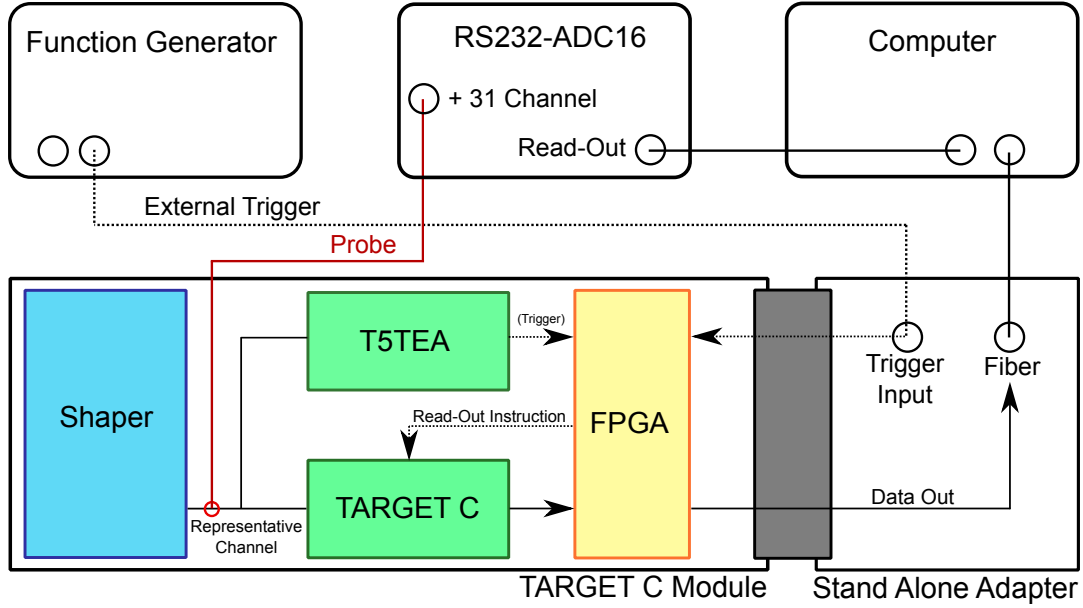 Function Generator
RS232-ADC16
Computer
+ 31 Channel
Read-Out
External Trigger
Probe
Shaper
T5TEA
(Trigger)
FPGA
Trigger
Input
Fiber
Read-Out Instruction
TARGET C
Representative
Channel
Data Out
TARGET C Module
Stand Alone Adapter